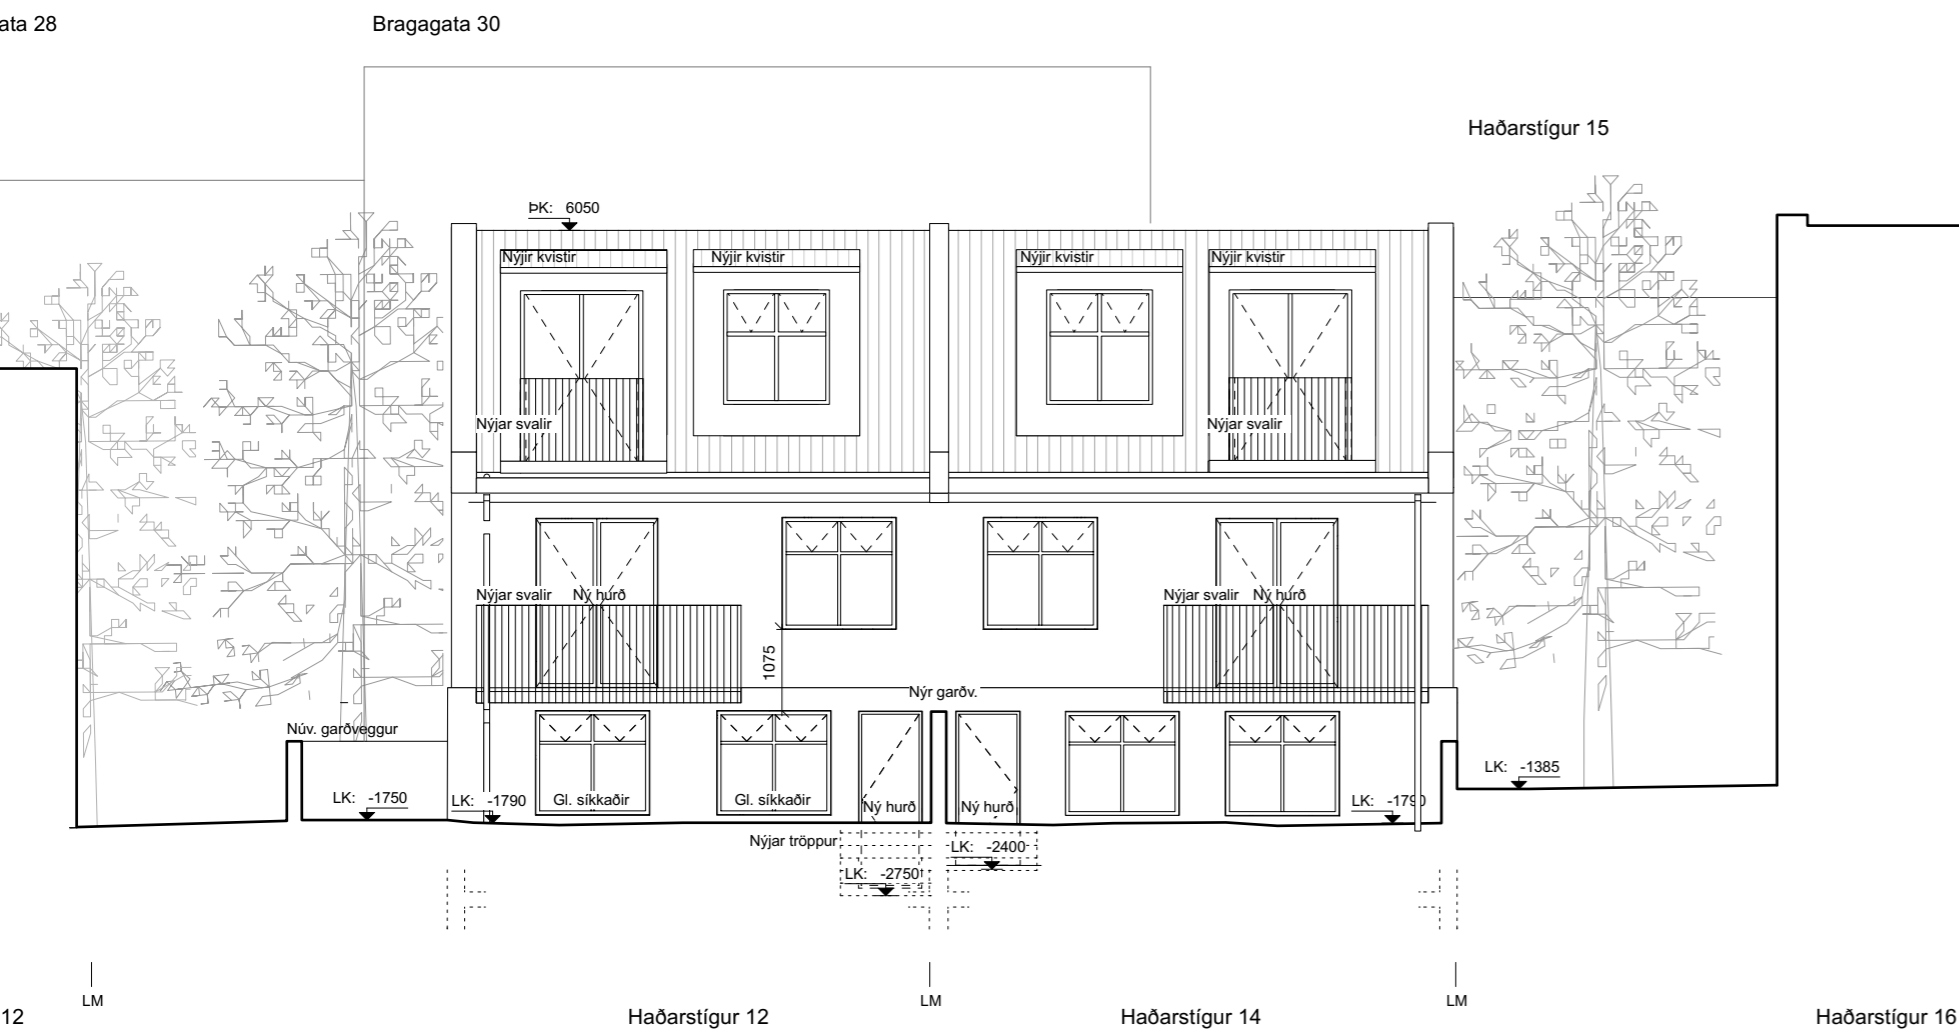 ata 28
Bragagata 30
Haðarstígur 15
ÞK: 6050
Nýjir kvistir
Nýjir kvistir
Nýjir kvistir
Nýjir kvistir
Nýjar svalir
Nýjar svalir
Nýjar svalir
Ný hurð
Nýjar svalir
Ný hurð
1075
Nýr garðv.
Núv. garðveggur
LK: -1385
LK: -1750
LK: -1790
Gl. síkkaðir
Gl. síkkaðir
Ný hurð
Ný hurð
LK: -1790
Nýjar tröppur
LK: -2400
LK: -2750
LM
LM
LM
12
Haðarstígur 12
Haðarstígur 14
Haðarstígur 16